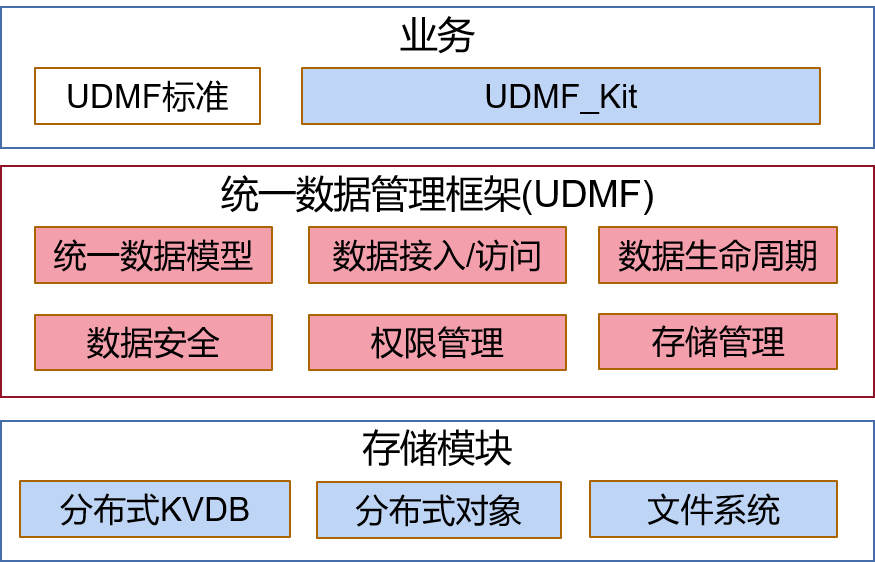 业务
UDMF标准
UDMF_Kit
统一数据管理框架(UDMF)
统一数据模型
数据接入/访问
数据生命周期
数据安全
权限管理
存储管理
存储模块
分布式KVDB
分布式对象
文件系统